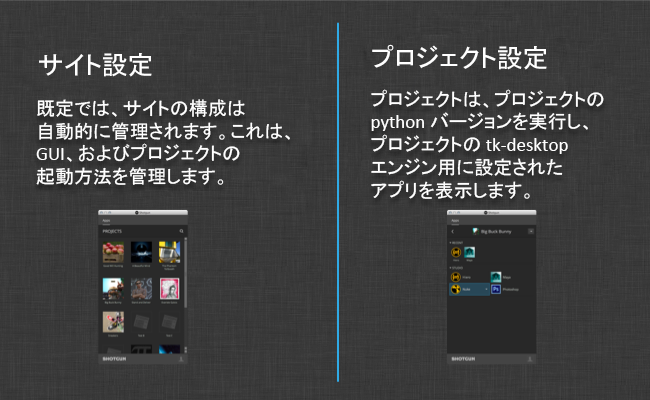 サイト設定
既定では、サイトの構成は
自動的に管理されます。これは、
GUI、およびプロジェクトの
起動方法を管理します。
Apps
PROJECTS
SHOTGUN
プロジェクト設定
プロジェクトは、プロジェクトの
python バージョンを実行し、
プロジェクトの tk-desktop
エンジン用に設定された
アプリを表示します。
Apps
Big Buck Bunny
RECENT
STUDIO
Maya
Photoshop
SHOTGUN